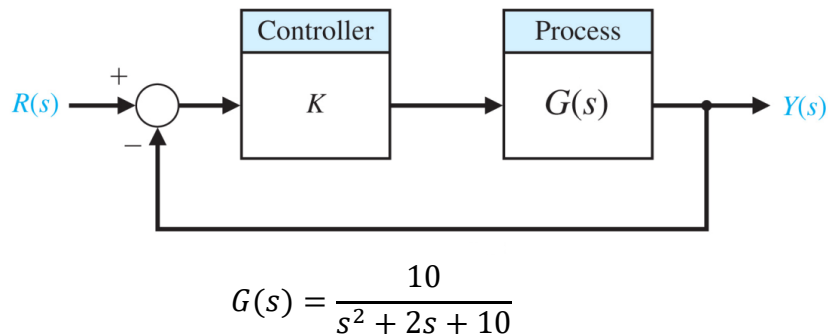 Controller Process
+
R(s) K G(s) Y(s)
−
G(s) = 10 / (s² + 2s + 10)